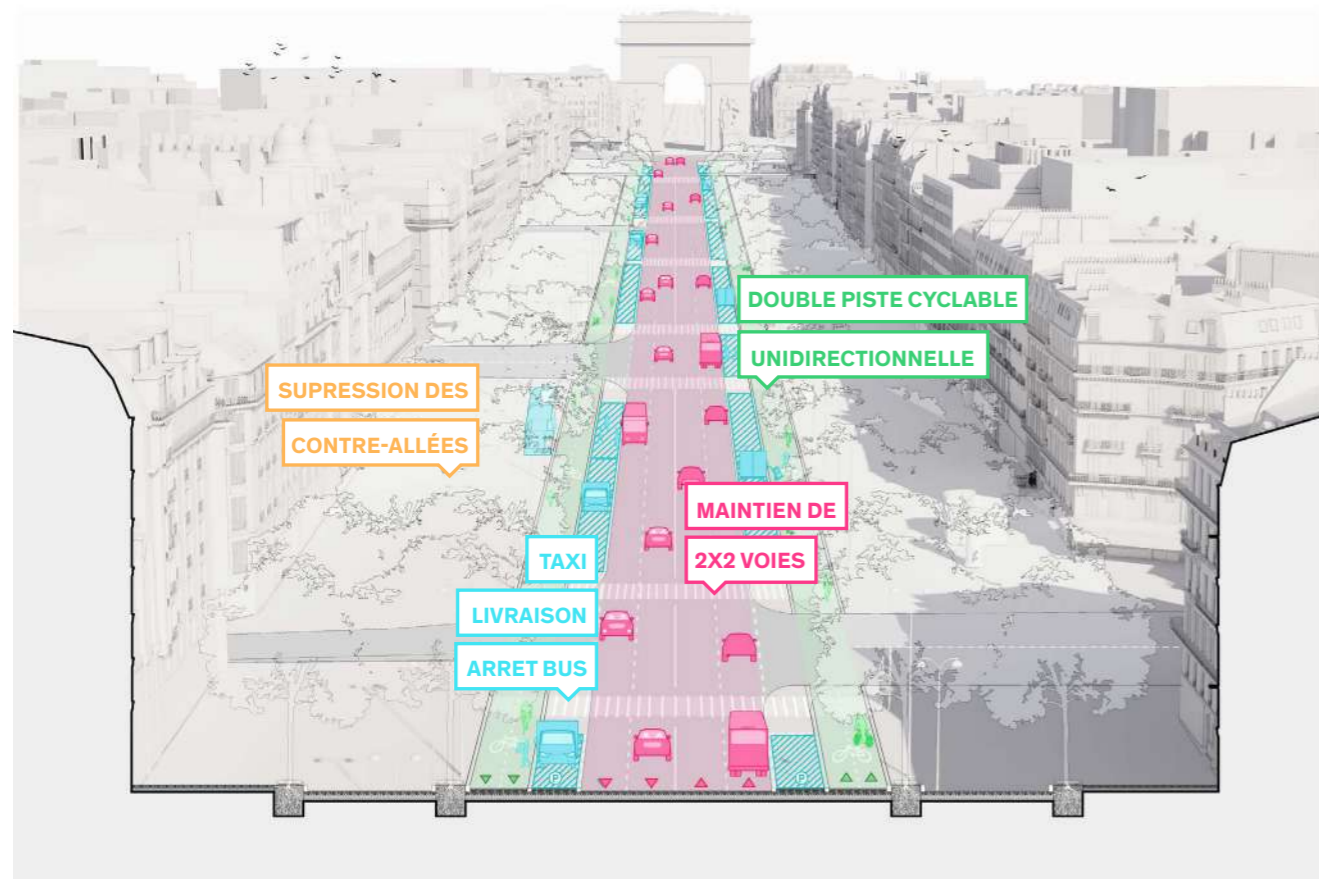 DOUBLE PISTE CYCLABLE
UNIDIRECTIONNELLE
SUPRESSION DES
CONTRE-ALLÉES
MAINTIEN DE
2X2 VOIES
TAXI
LIVRAISON
ARRET BUS
P
P